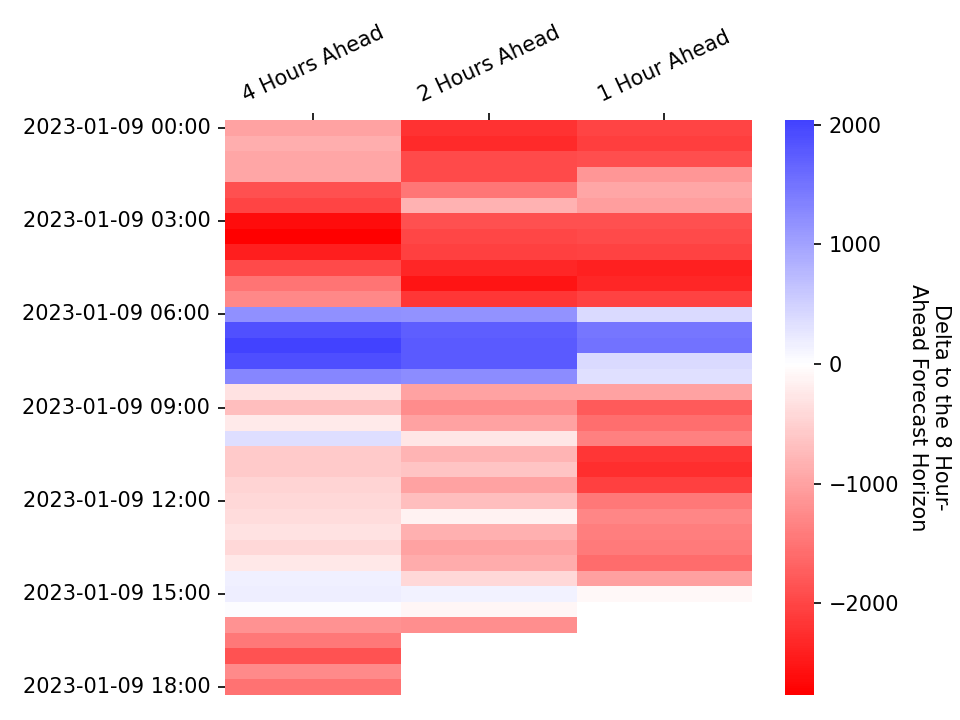 4 Hours Ahead
2 Hours Ahead
1 Hour Ahead
2023-01-09 00:00
2023-01-09 03:00
2023-01-09 06:00
2023-01-09 09:00
2023-01-09 12:00
2023-01-09 15:00
2023-01-09 18:00
2000
1000
0
−1000
−2000
Delta to the 8 Hour-
Ahead Forecast Horizon